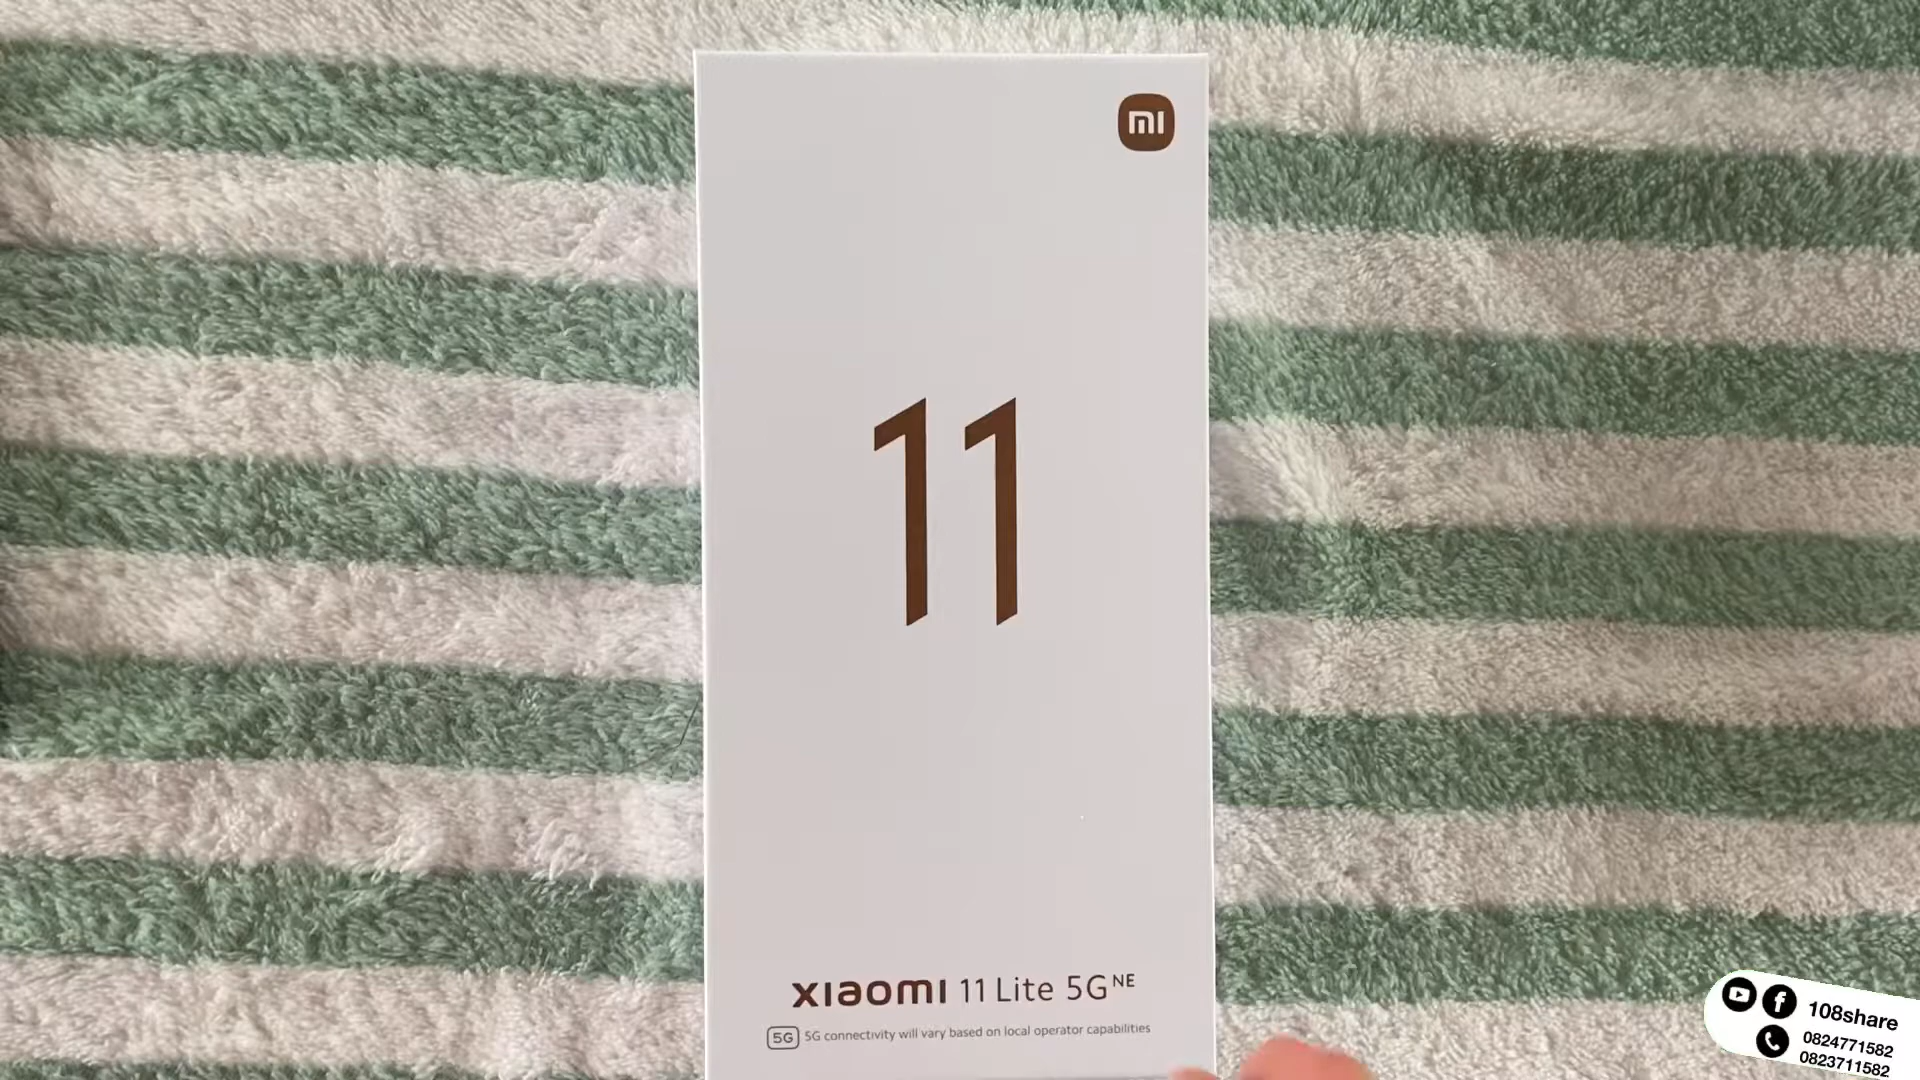 mi
11
xiaomi 11 Lite 5G NE
5G 5G connectivity will vary based on local operator capabilities
108share
0824771582
0823711582